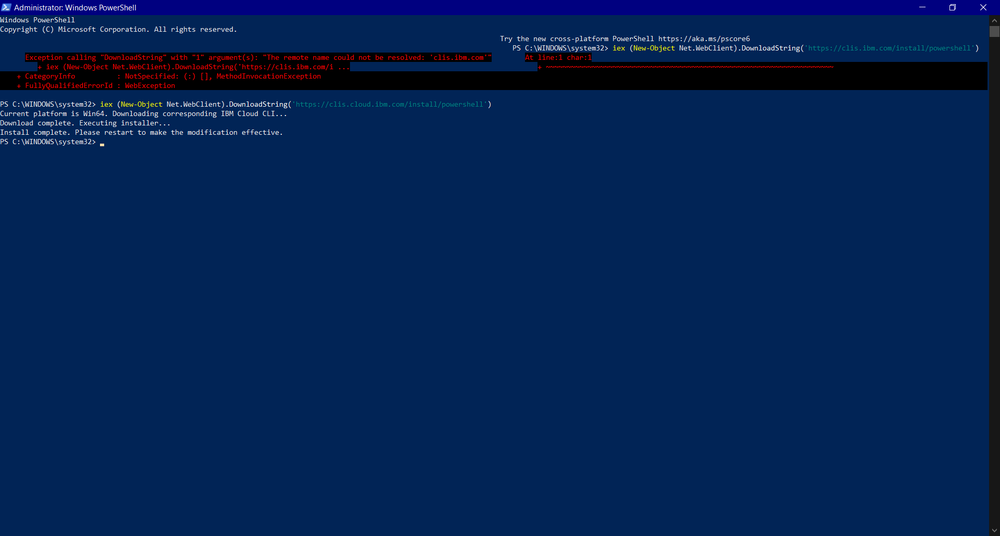 Administrator: Windows PowerShell
Windows PowerShell
Copyright (C) Microsoft Corporation. All rights reserved.
Try the new cross-platform PowerShell https://aka.ms/pscore6
PS C:\WINDOWS\system32> iex (New-Object Net.WebClient).DownloadString('https://clis.ibm.com/install/powershell')
Exception calling "DownloadString" with "1" argument(s): "The remote name could not be resolved: 'clis.ibm.com'"
At line:1 char:1
+ iex (New-Object Net.WebClient).DownloadString('https://clis.ibm.com/i ...
+ ~~~~~~~~~~~~~~~~~~~~~~~~~~~~~~~~~~~~~~~~~~~~~~~~~~~~~~~~~~~~~~~~~~~~~
+ CategoryInfo          : NotSpecified: (:) [], MethodInvocationException
+ FullyQualifiedErrorId : WebException
PS C:\WINDOWS\system32> iex (New-Object Net.WebClient).DownloadString('https://clis.cloud.ibm.com/install/powershell')
Current platform is Win64. Downloading corresponding IBM Cloud CLI...
Download complete. Executing installer...
Install complete. Please restart to make the modification effective.
PS C:\WINDOWS\system32>